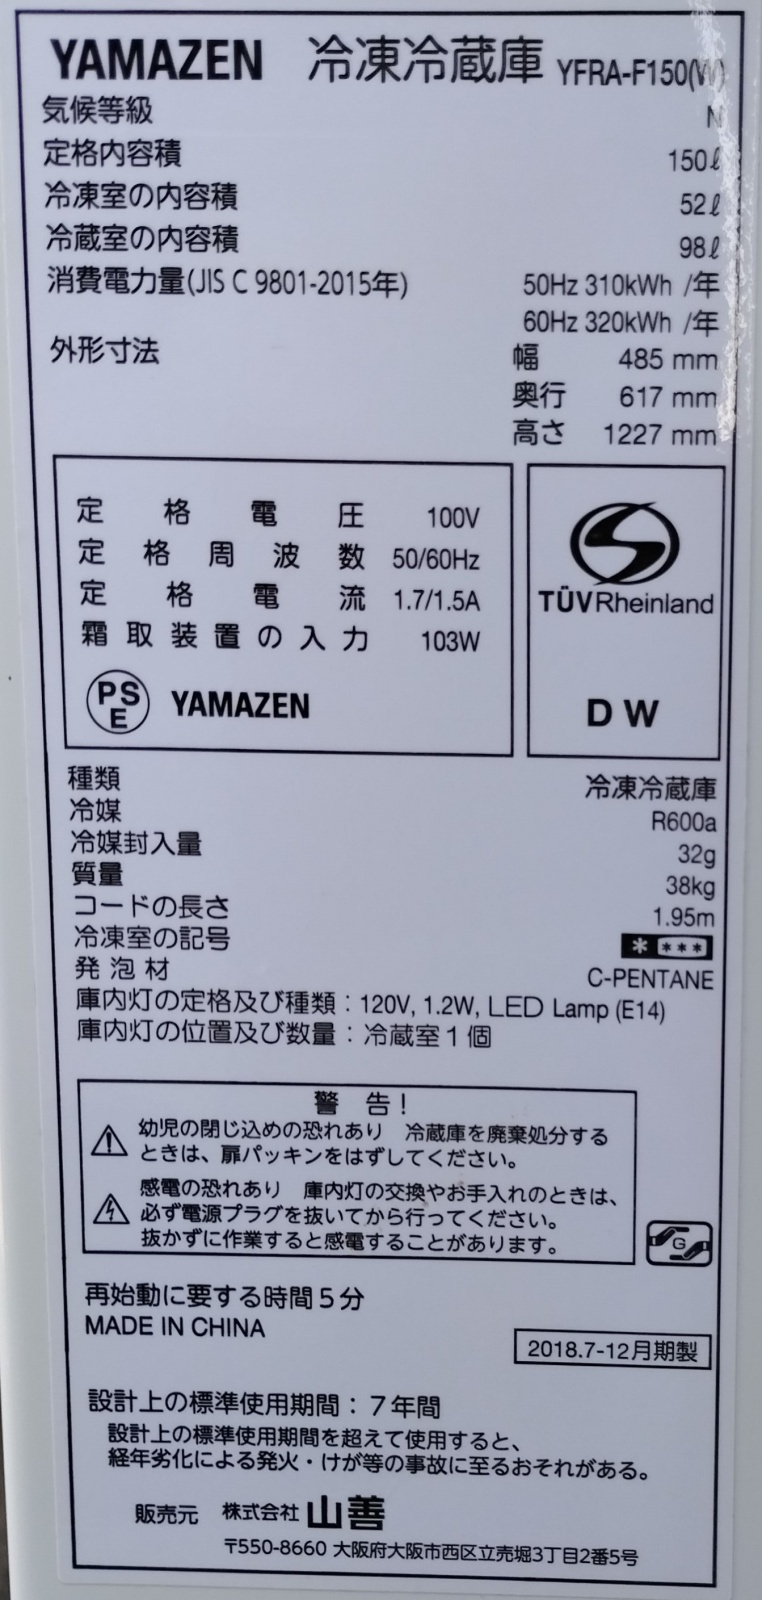 YAMAZEN 冷凍冷蔵庫 YFRA-F150(W)
気候等級 N
定格内容積 150ℓ
冷凍室の内容積 52ℓ
冷蔵室の内容積 98ℓ
消費電力量(JIS C 9801-2015年) 50Hz 310kWh /年
60Hz 320kWh /年
外形寸法 幅 485 mm
奥行 617 mm
高さ 1227 mm
定格電圧 100V
定格周波数 50/60Hz
定格電流 1.7/1.5A
霜取装置の入力 103W
PSE YAMAZEN
TÜVRheinland
DW
種類 冷凍冷蔵庫
冷媒 R600a
冷媒封入量 32g
質量 38kg
コードの長さ 1.95m
冷凍室の記号 * ***
発泡材 C-PENTANE
庫内灯の定格及び種類：120V, 1.2W, LED Lamp (E14)
庫内灯の位置及び数量：冷蔵室1個
警 告！
幼児の閉じ込めの恐れあり 冷蔵庫を廃棄処分する
ときは、扉パッキンをはずしてください。
感電の恐れあり 庫内灯の交換やお手入れのときは、
必ず電源プラグを抜いてから行ってください。
抜かずに作業すると感電することがあります。
G
再始動に要する時間5分
MADE IN CHINA
2018.7-12月期製
設計上の標準使用期間：7年間
設計上の標準使用期間を超えて使用すると、
経年劣化による発火・けが等の事故に至るおそれがある。
販売元 株式会社 山善
〒550-8660 大阪府大阪市西区立売堀3丁目2番5号